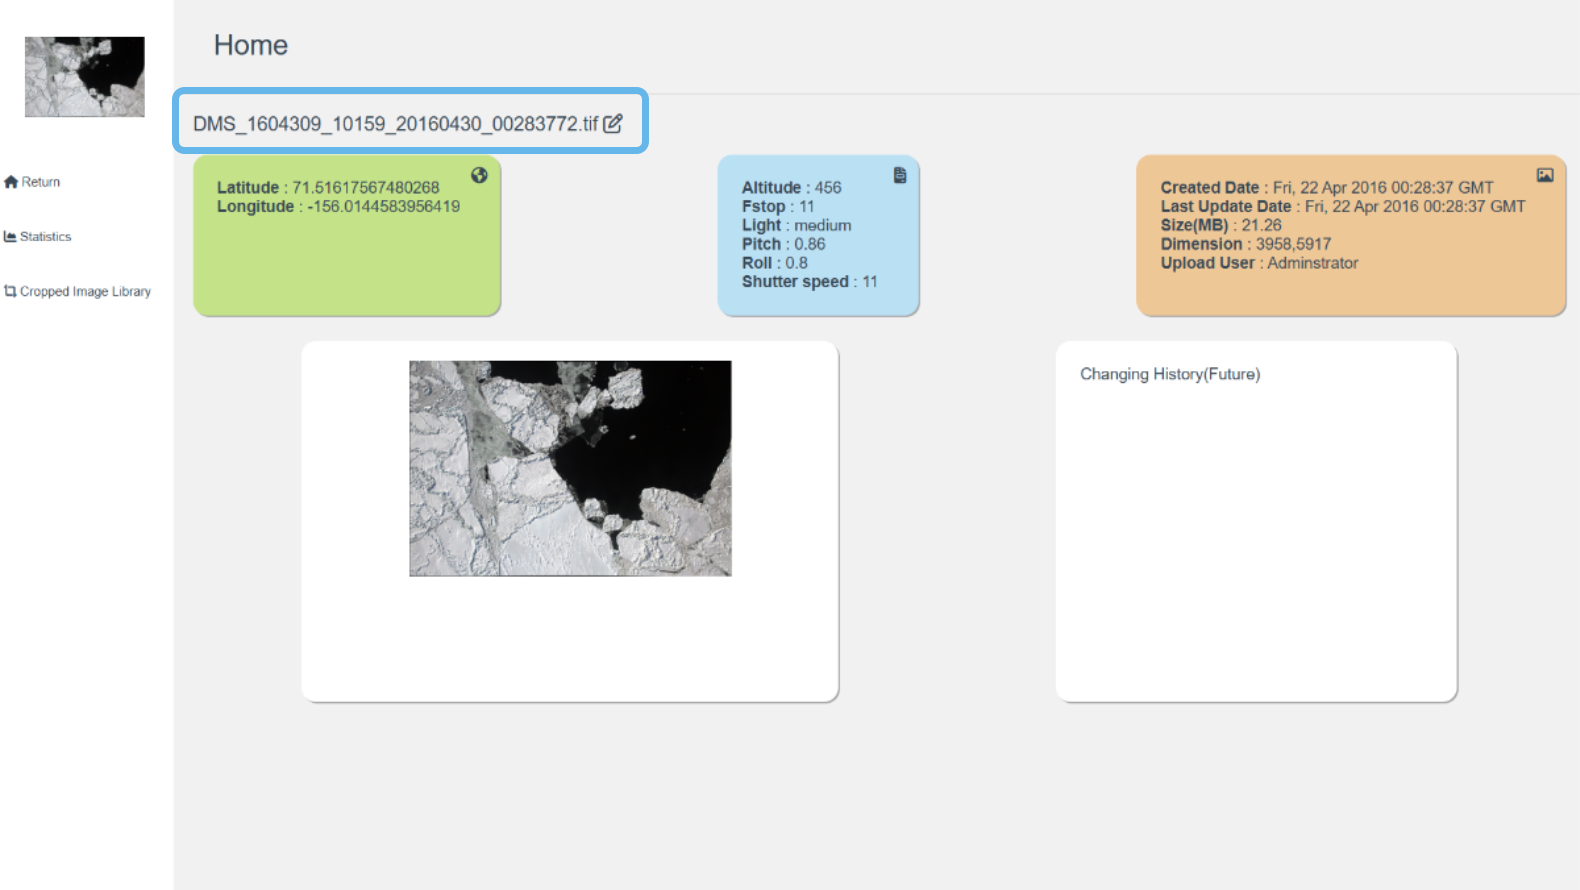 Home
DMS_1604309_10159_20160430_00283772.tif
Return
Statistics
Cropped Image Library
Latitude : 71.51617567480268
Longitude : -156.0144583956419
Altitude : 456
Fstop : 11
Light : medium
Pitch : 0.86
Roll : 0.8
Shutter speed : 11
Created Date : Fri, 22 Apr 2016 00:28:37 GMT
Last Update Date : Fri, 22 Apr 2016 00:28:37 GMT
Size(MB) : 21.26
Dimension : 3958,5917
Upload User : Adminstrator
Changing History(Future)